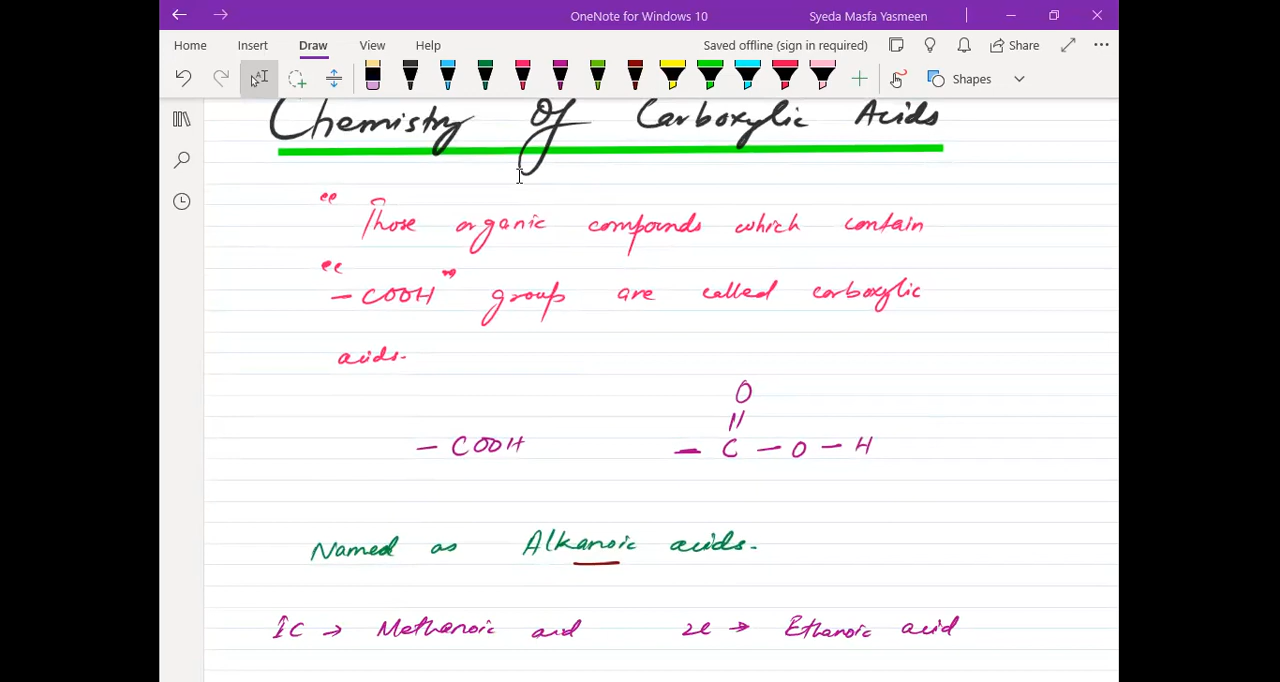 OneNote for Windows 10
Syeda Masfa Yasmeen
Home Insert Draw View Help
Saved offline (sign in required)
Share
Shapes
Chemistry Of Carboxylic Acids
" Those organic compounds which contain
"-COOH" group are called carboxylic
acids.
O
||
- COOH - C - O - H
Named as Alkanoic acids.
1C → Methanoic acid 2C → Ethanoic acid